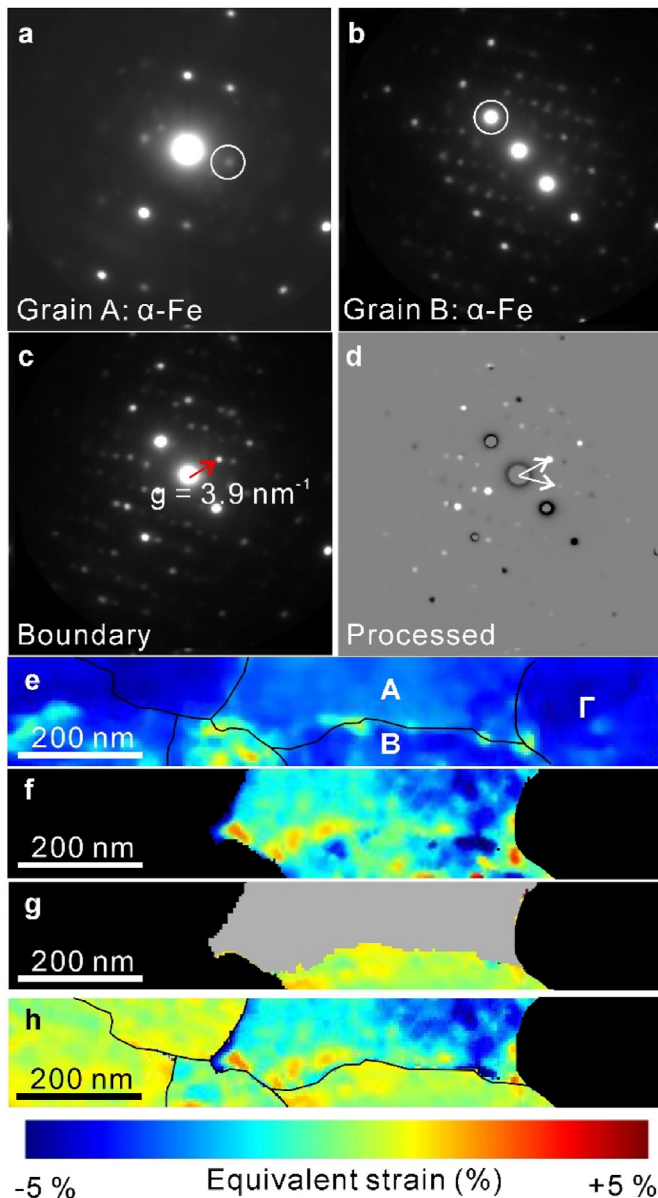 a
b
Grain A: α-Fe
Grain B: α-Fe
c
d
g = 3.9 nm⁻¹
Boundary
Processed
e
A
B
Γ
200 nm
f
200 nm
g
200 nm
h
200 nm
-5 %
Equivalent strain (%)
+5 %